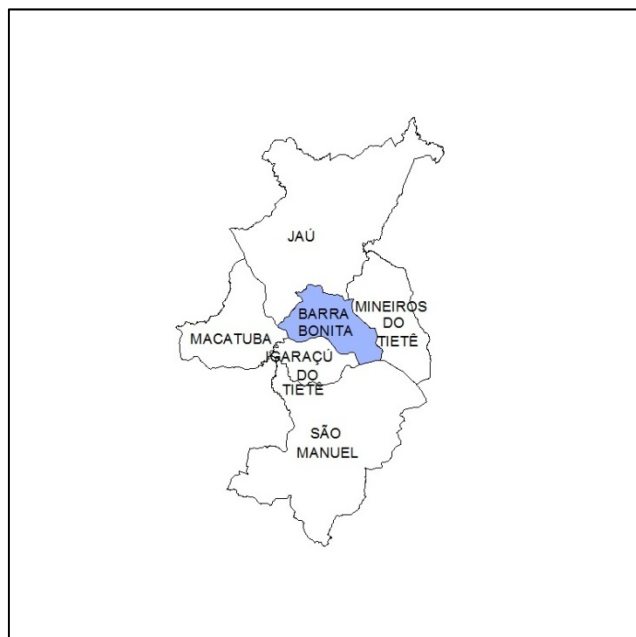 JAÚ
BARRA
BONITA
MINEIROS
DO
TIETÊ
MACATUBA
IGARAÇÚ
DO
TIETÊ
SÃO
MANUEL